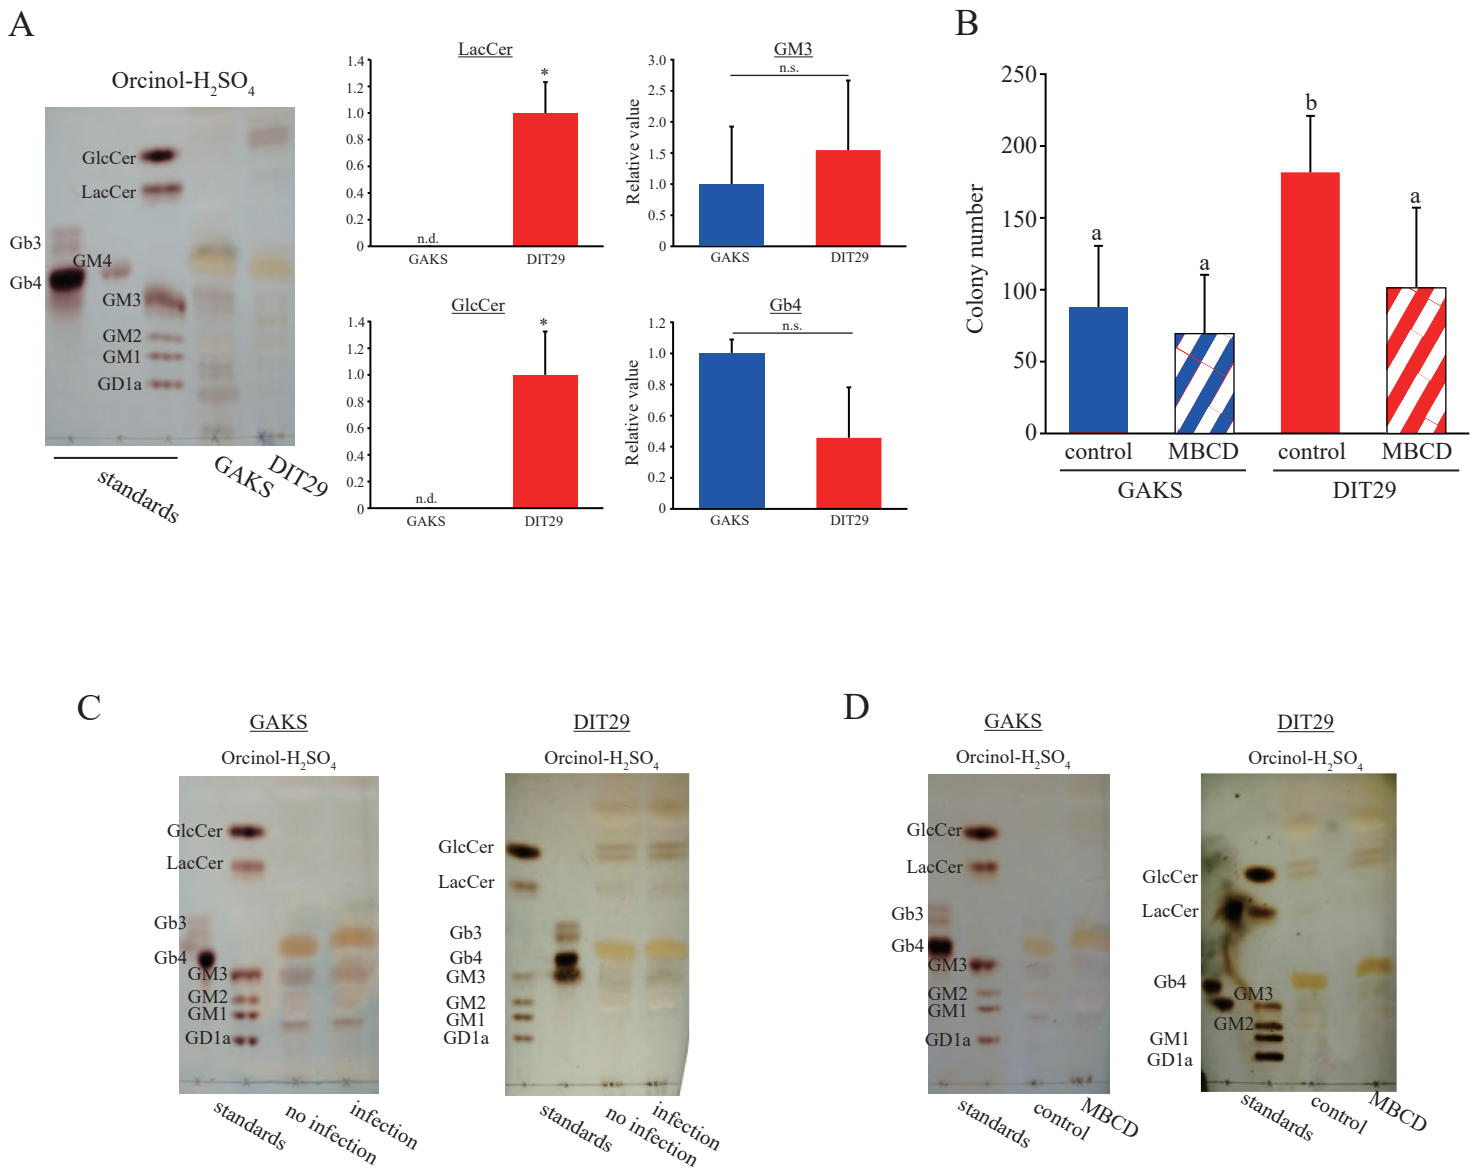 A
Orcinol-H2SO4
GlcCer
LacCer
Gb3
GM4
Gb4
GM3
GM2
GM1
GD1a
standards
GAKS
DIT29
LacCer
1.4
1.2
1.0
0.8
0.6
0.4
0.2
0
n.d.
*
GAKS
DIT29
GM3
n.s.
Relative value
3.0
2.5
2.0
1.5
1.0
0.5
0
GAKS
DIT29
GlcCer
1.4
1.2
1.0
0.8
0.6
0.4
0.2
0
n.d.
*
GAKS
DIT29
Gb4
n.s.
Relative value
1.2
1.0
0.8
0.6
0.4
0.2
0
GAKS
DIT29
B
Colony number
250
200
150
100
50
0
a
a
b
a
control
MBCD
control
MBCD
GAKS
DIT29
C
GAKS
Orcinol-H2SO4
GlcCer
LacCer
Gb3
Gb4
GM3
GM2
GM1
GD1a
standards
no infection
infection
DIT29
Orcinol-H2SO4
GlcCer
LacCer
Gb3
Gb4
GM3
GM2
GM1
GD1a
standards
no infection
infection
D
GAKS
Orcinol-H2SO4
GlcCer
LacCer
Gb3
Gb4
GM3
GM2
GM1
GD1a
standards
control
MBCD
DIT29
Orcinol-H2SO4
GlcCer
LacCer
Gb4
GM3
GM2
GM1
GD1a
standards
control
MBCD